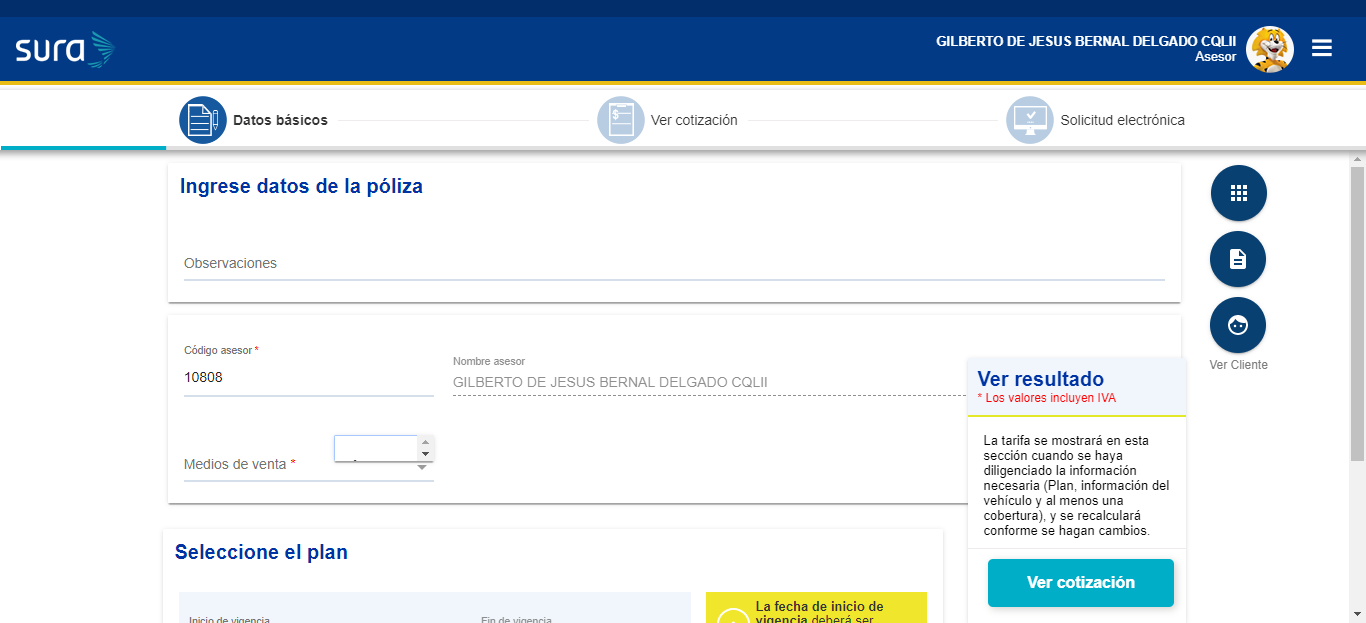 sura
GILBERTO DE JESUS BERNAL DELGADO CQLII
Asesor
Datos básicos
Ver cotización
Solicitud electrónica
Ingrese datos de la póliza
Observaciones
Código asesor *
10808
Nombre asesor
GILBERTO DE JESUS BERNAL DELGADO CQLII
Medios de venta *
Ver Cliente
Ver resultado
* Los valores incluyen IVA
La tarifa se mostrará en esta
sección cuando se haya
diligenciado la información
necesaria (Plan, información del
vehículo y al menos una
cobertura), y se recalculará
conforme se hagan cambios.
Ver cotización
Seleccione el plan
Inicio de vigencia
Fin de vigencia
La fecha de inicio de
vigencia deberá ser